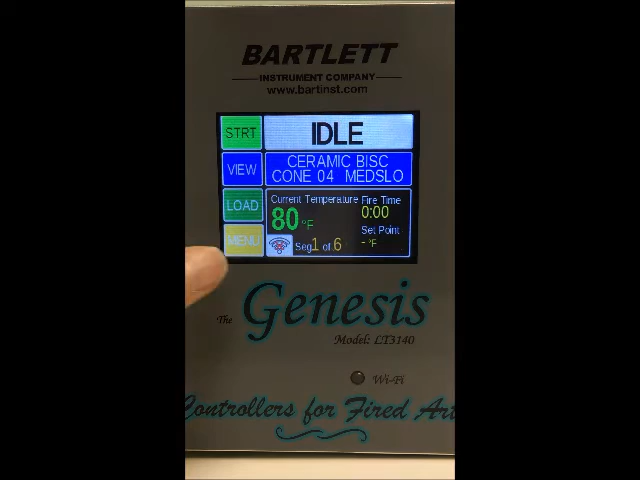 BARTLETT
INSTRUMENT COMPANY
www.bartinst.com
STRT
IDLE
VIEW
CERAMIC BISC
CONE 04 MEDSLO
LOAD
Current Temperature
80 °F
Fire Time
0:00
Set Point
- °F
MENU
Seg 1 of 6
The Genesis
Model: LT3140
Wi-Fi
Controllers for Fired Art